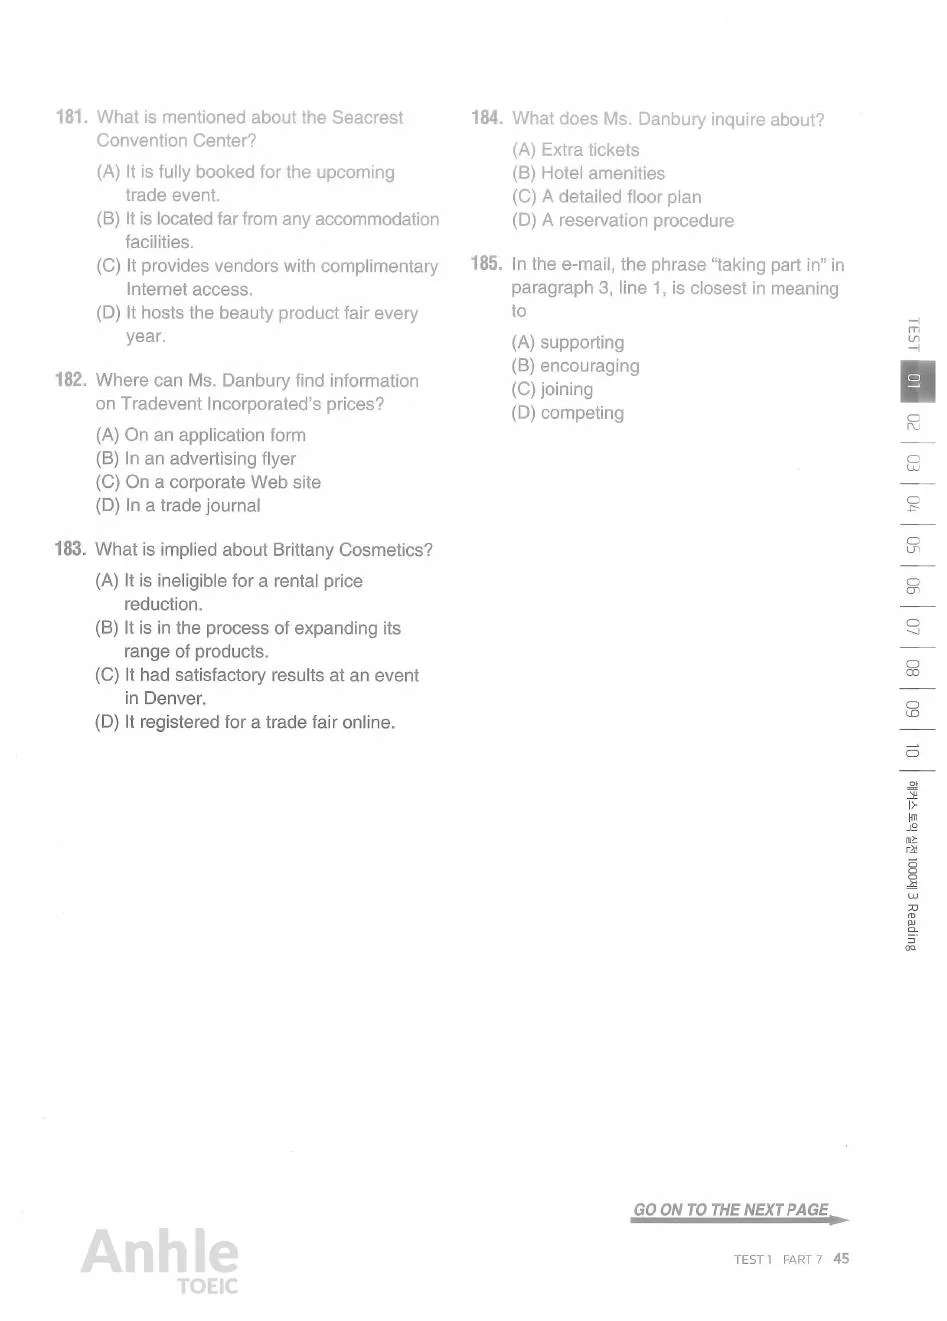 181. What is mentioned about the Seacrest
Convention Center?
(A) It is fully booked for the upcoming
trade event.
(B) It is located far from any accommodation
facilities.
(C) It provides vendors with complimentary
Internet access.
(D) It hosts the beauty product fair every
year.
182. Where can Ms. Danbury find information
on Tradevent Incorporated's prices?
(A) On an application form
(B) In an advertising flyer
(C) On a corporate Web site
(D) In a trade journal
183. What is implied about Brittany Cosmetics?
(A) It is ineligible for a rental price
reduction.
(B) It is in the process of expanding its
range of products.
(C) It had satisfactory results at an event
in Denver.
(D) It registered for a trade fair online.
184. What does Ms. Danbury inquire about?
(A) Extra tickets
(B) Hotel amenities
(C) A detailed floor plan
(D) A reservation procedure
185. In the e-mail, the phrase "taking part in" in
paragraph 3, line 1, is closest in meaning
to
(A) supporting
(B) encouraging
(C) joining
(D) competing
TEST
01
02
03
04
05
06
07
08
09
10
해커스 토익 실전 1000제 3 Reading
GO ON TO THE NEXT PAGE
Anhle
TOEIC
TEST 1 PART 7 45